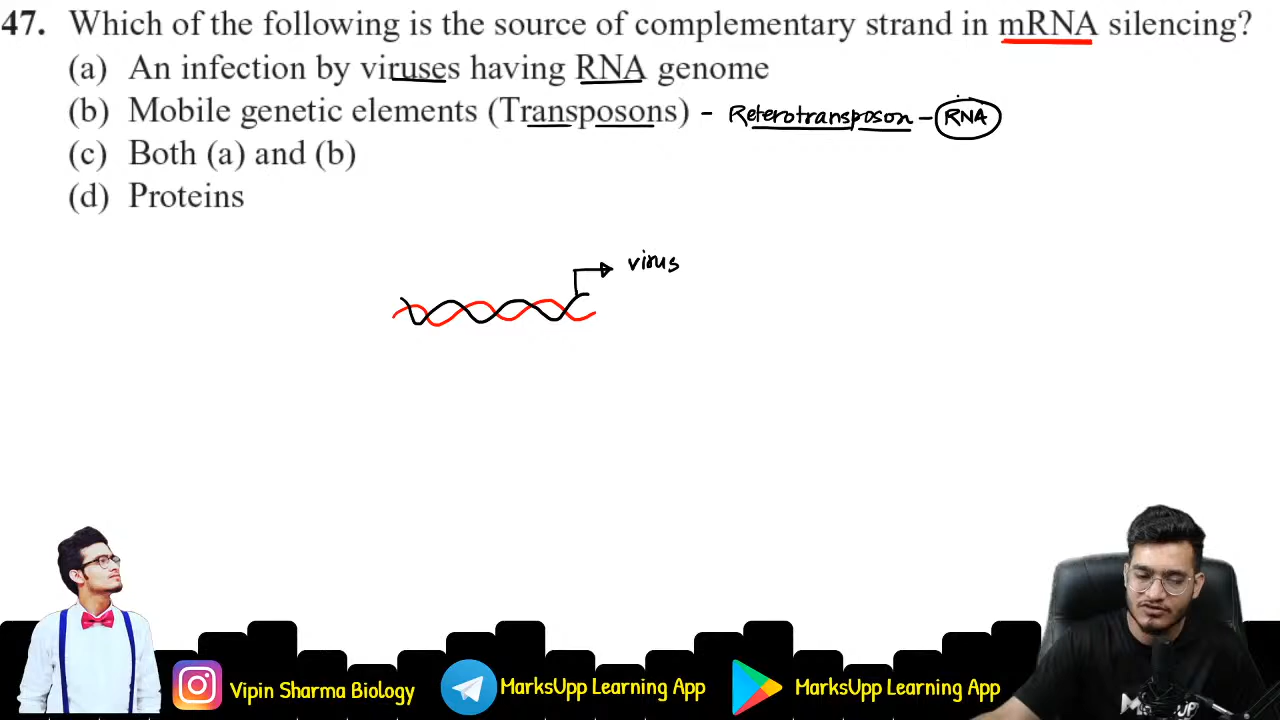 47. Which of the following is the source of complementary strand in mRNA silencing?
(a) An infection by viruses having RNA genome
(b) Mobile genetic elements (Transposons) - Reterotransposon - RNA
(c) Both (a) and (b)
(d) Proteins
virus
Vipin Sharma Biology
MarksUpp Learning App
MarksUpp Learning App